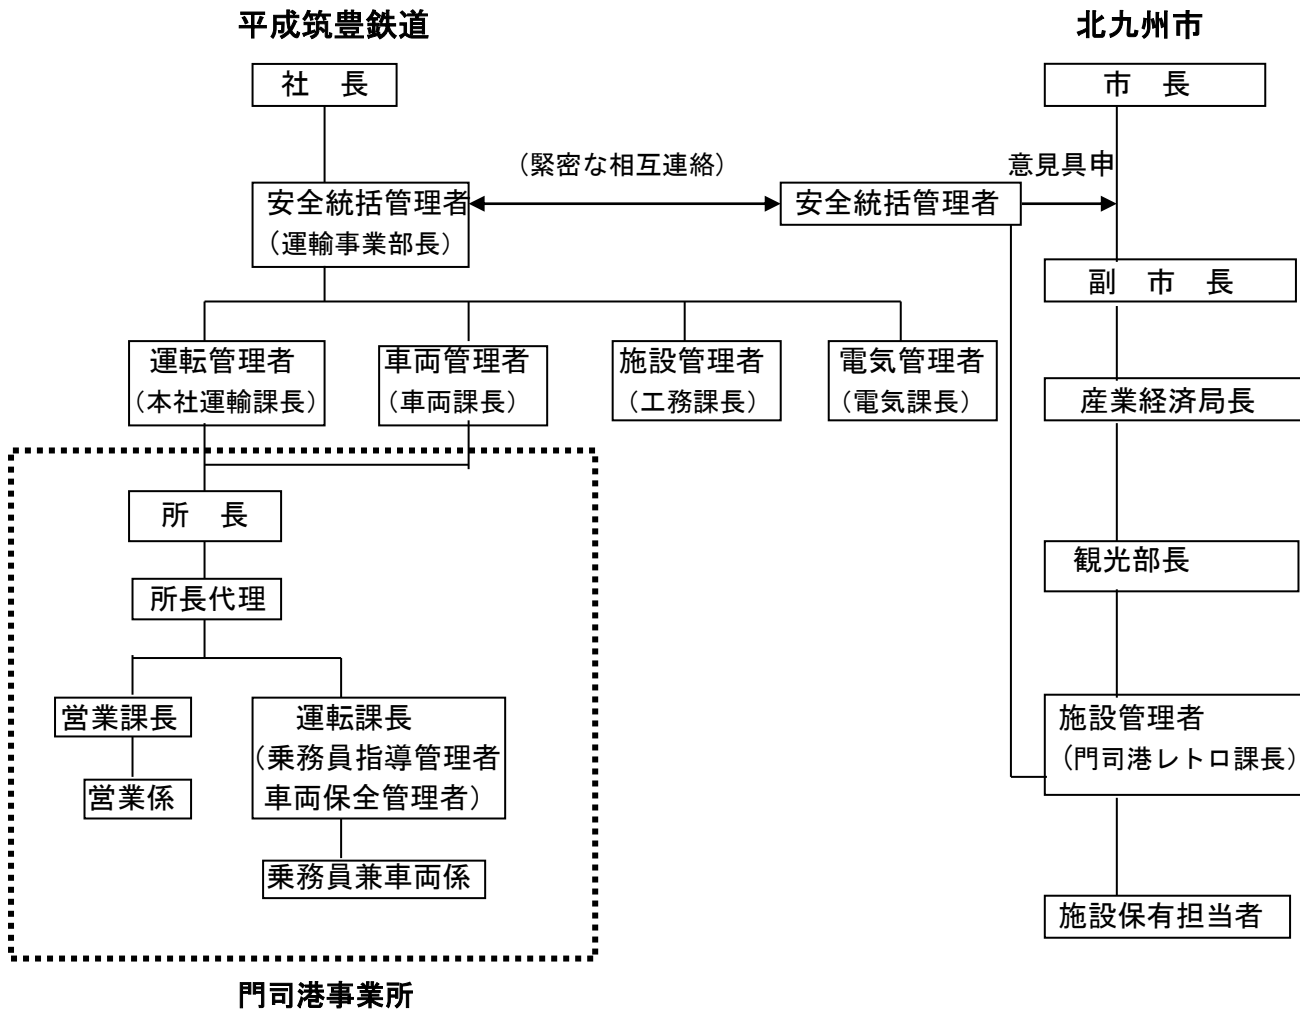 平成筑豊鉄道
北九州市
社　長
市　長
（緊密な相互連絡）
意見具申
安全統括管理者
（運輸事業部長）
安全統括管理者
副　市　長
運転管理者
（本社運輸課長）
車両管理者
（車両課長）
施設管理者
（工務課長）
電気管理者
（電気課長）
産業経済局長
所　長
観光部長
所長代理
営業課長
運転課長
（乗務員指導管理者
車両保全管理者）
施設管理者
（門司港レトロ課長）
営業係
乗務員兼車両係
施設保有担当者
門司港事業所